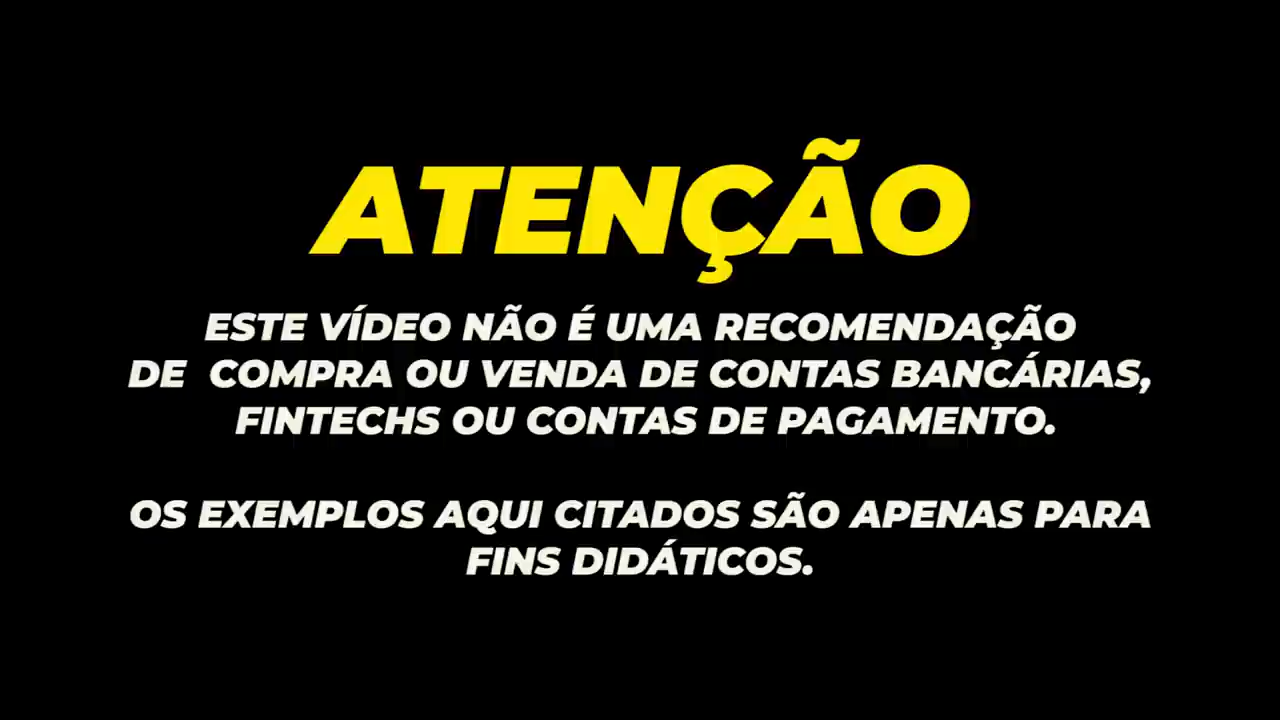 ATENÇÃO
ESTE VÍDEO NÃO É UMA RECOMENDAÇÃO
DE  COMPRA OU VENDA DE CONTAS BANCÁRIAS,
FINTECHS OU CONTAS DE PAGAMENTO.
OS EXEMPLOS AQUI CITADOS SÃO APENAS PARA
FINS DIDÁTICOS.